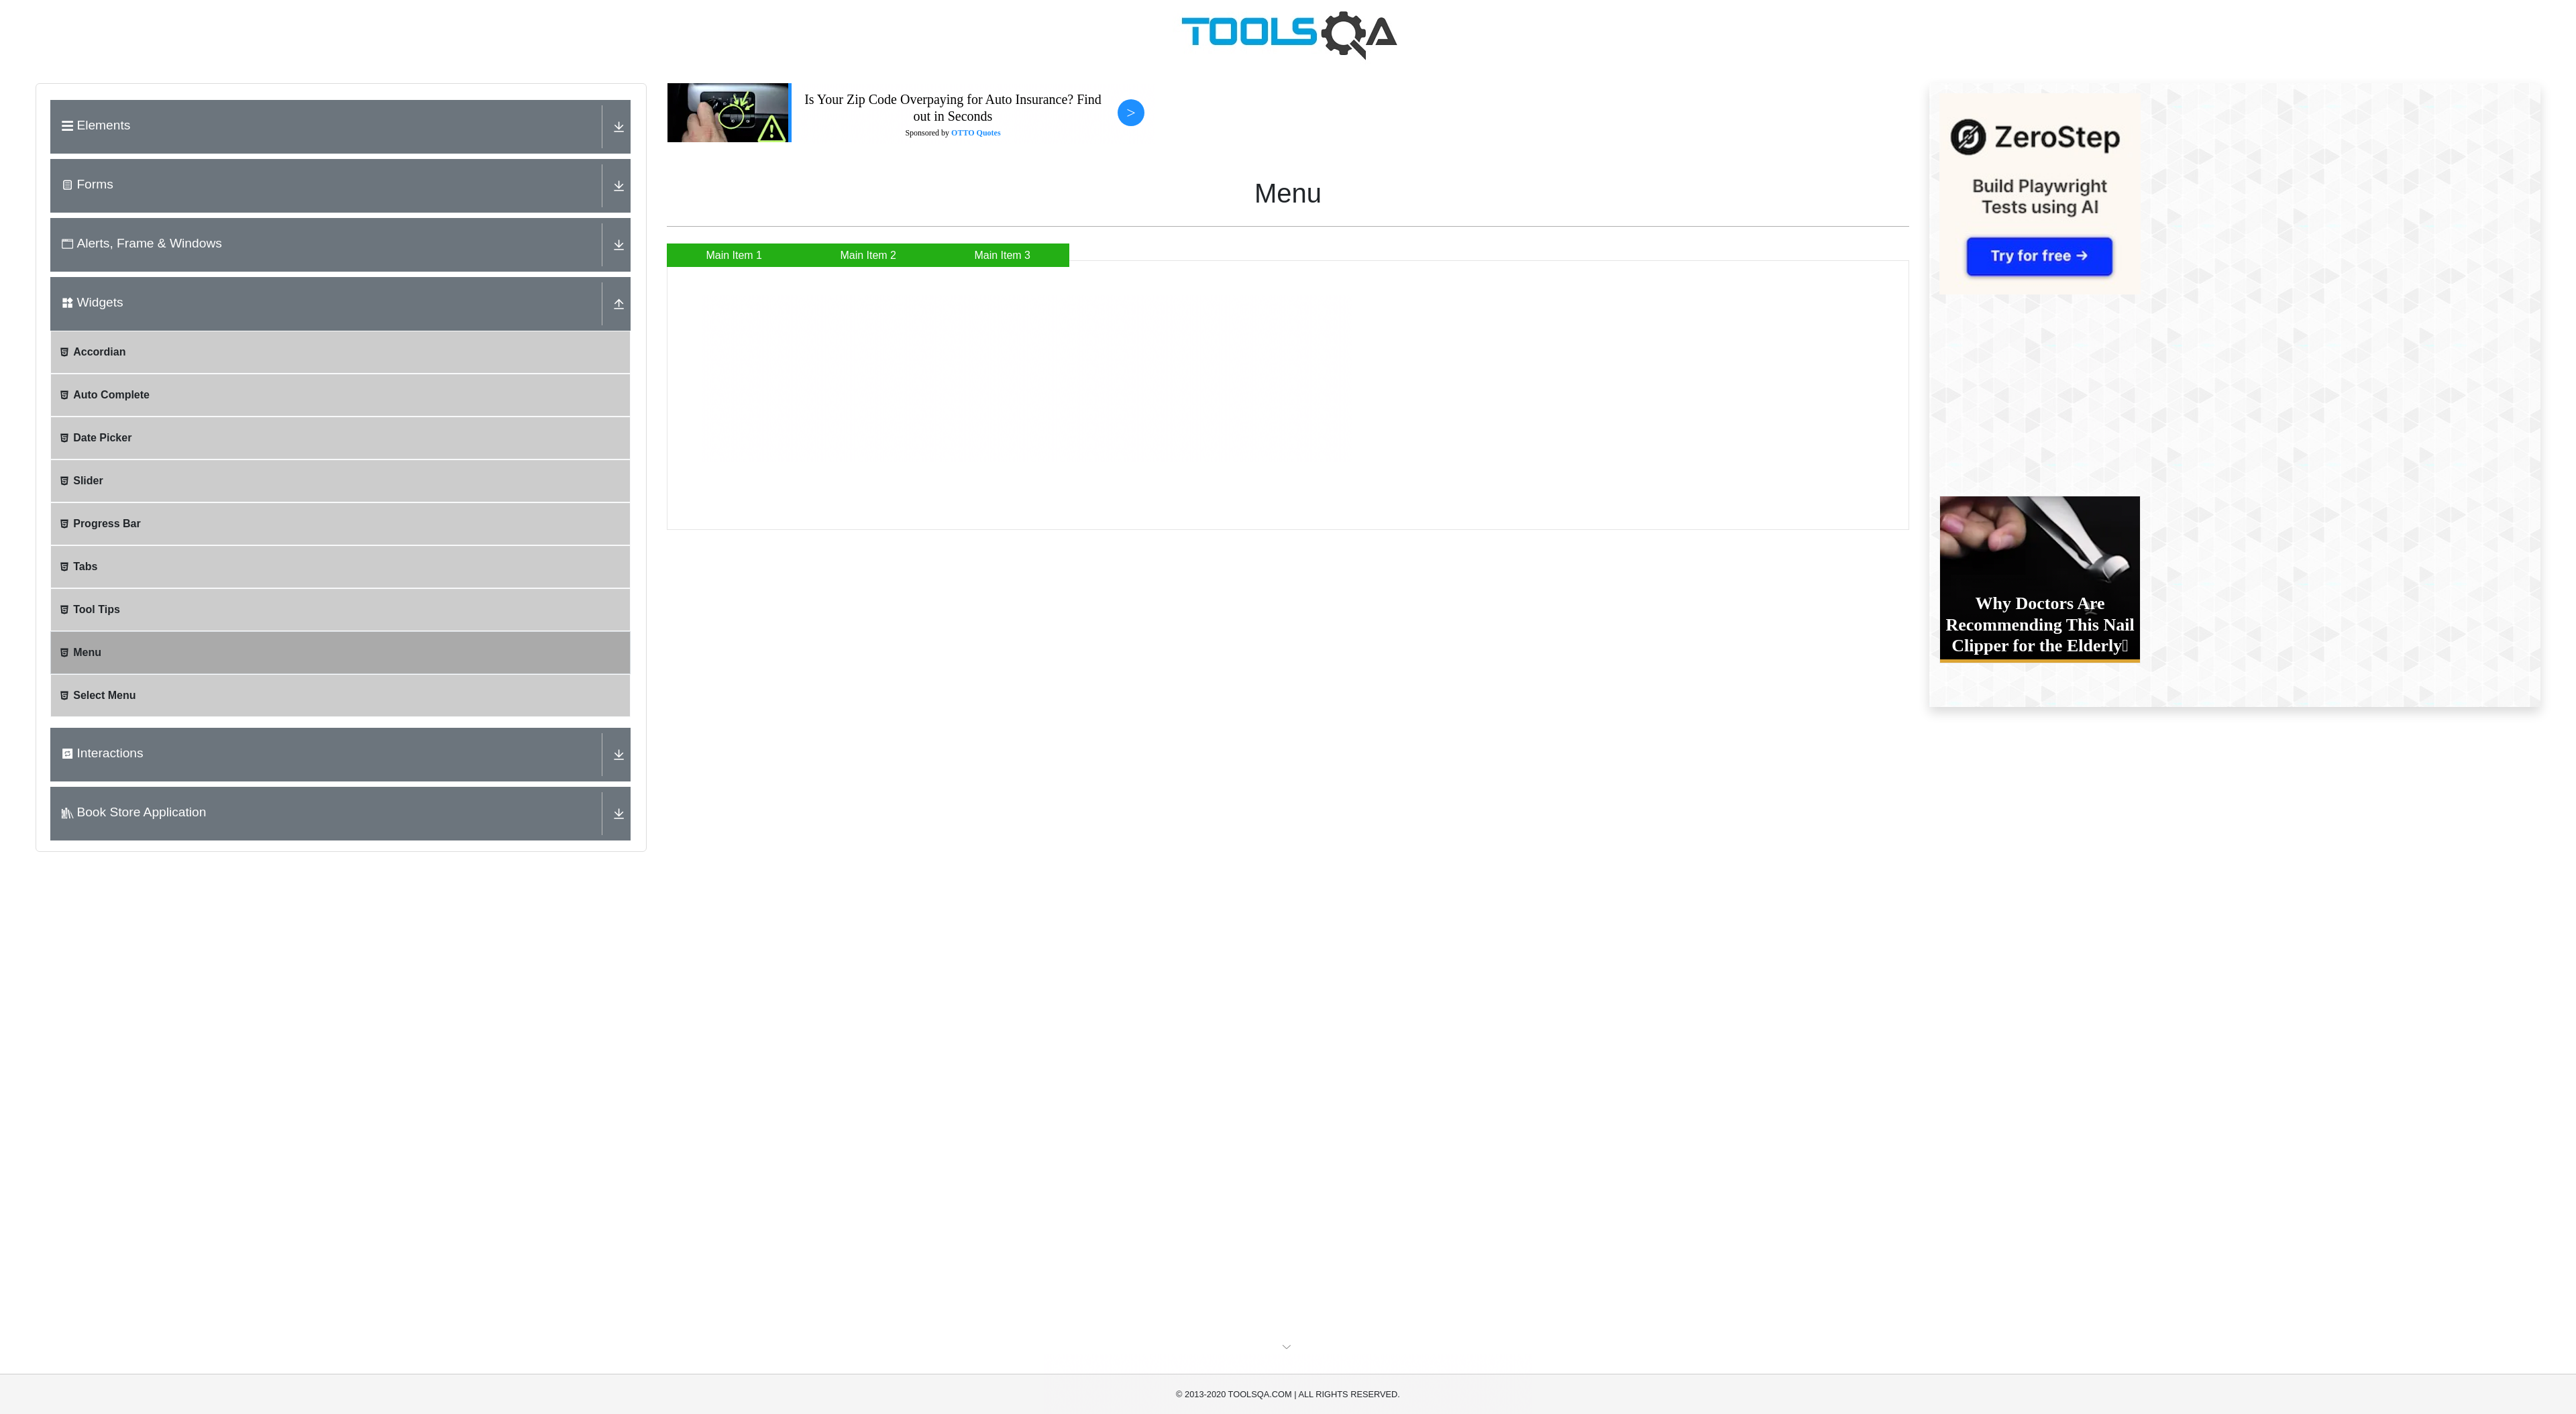 TOOLSQA
Elements
Forms
Alerts, Frame & Windows
Widgets
Accordian
Auto Complete
Date Picker
Slider
Progress Bar
Tabs
Tool Tips
Menu
Select Menu
Interactions
Book Store Application
Is Your Zip Code Overpaying for Auto Insurance? Find
out in Seconds
Sponsored by OTTO Quotes
>
Menu
Main Item 1
Main Item 2
Main Item 3
ZeroStep
Build Playwright
Tests using AI
Try for free →
Why Doctors Are
Recommending This Nail
Clipper for the Elderly
© 2013-2020 TOOLSQA.COM | ALL RIGHTS RESERVED.